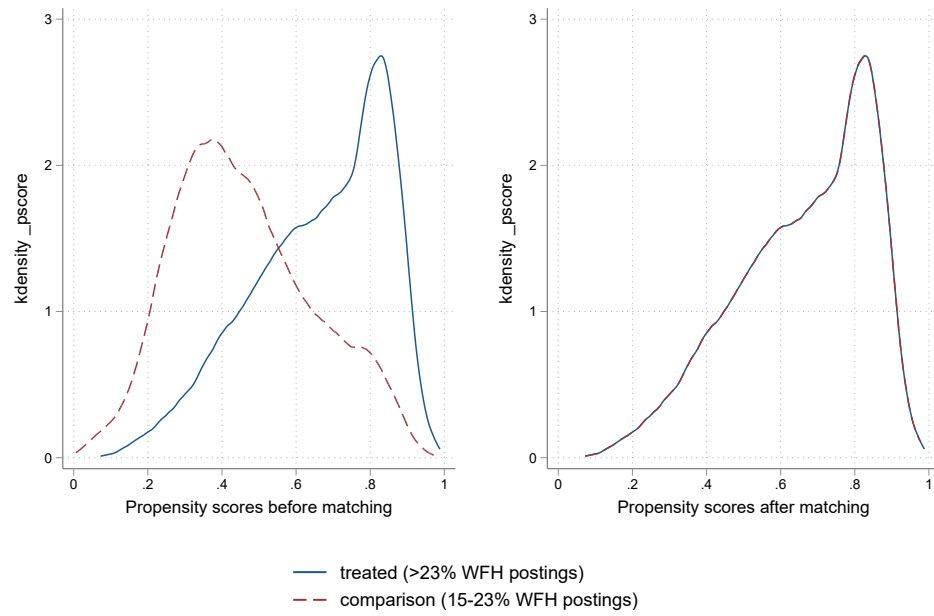 3
2
1
0
kdensity _pscore
0 .2 .4 .6 .8 1
Propensity scores before matching
3
2
1
0
kdensity _pscore
0 .2 .4 .6 .8 1
Propensity scores after matching
treated (>23% WFH postings)
comparison (15-23% WFH postings)